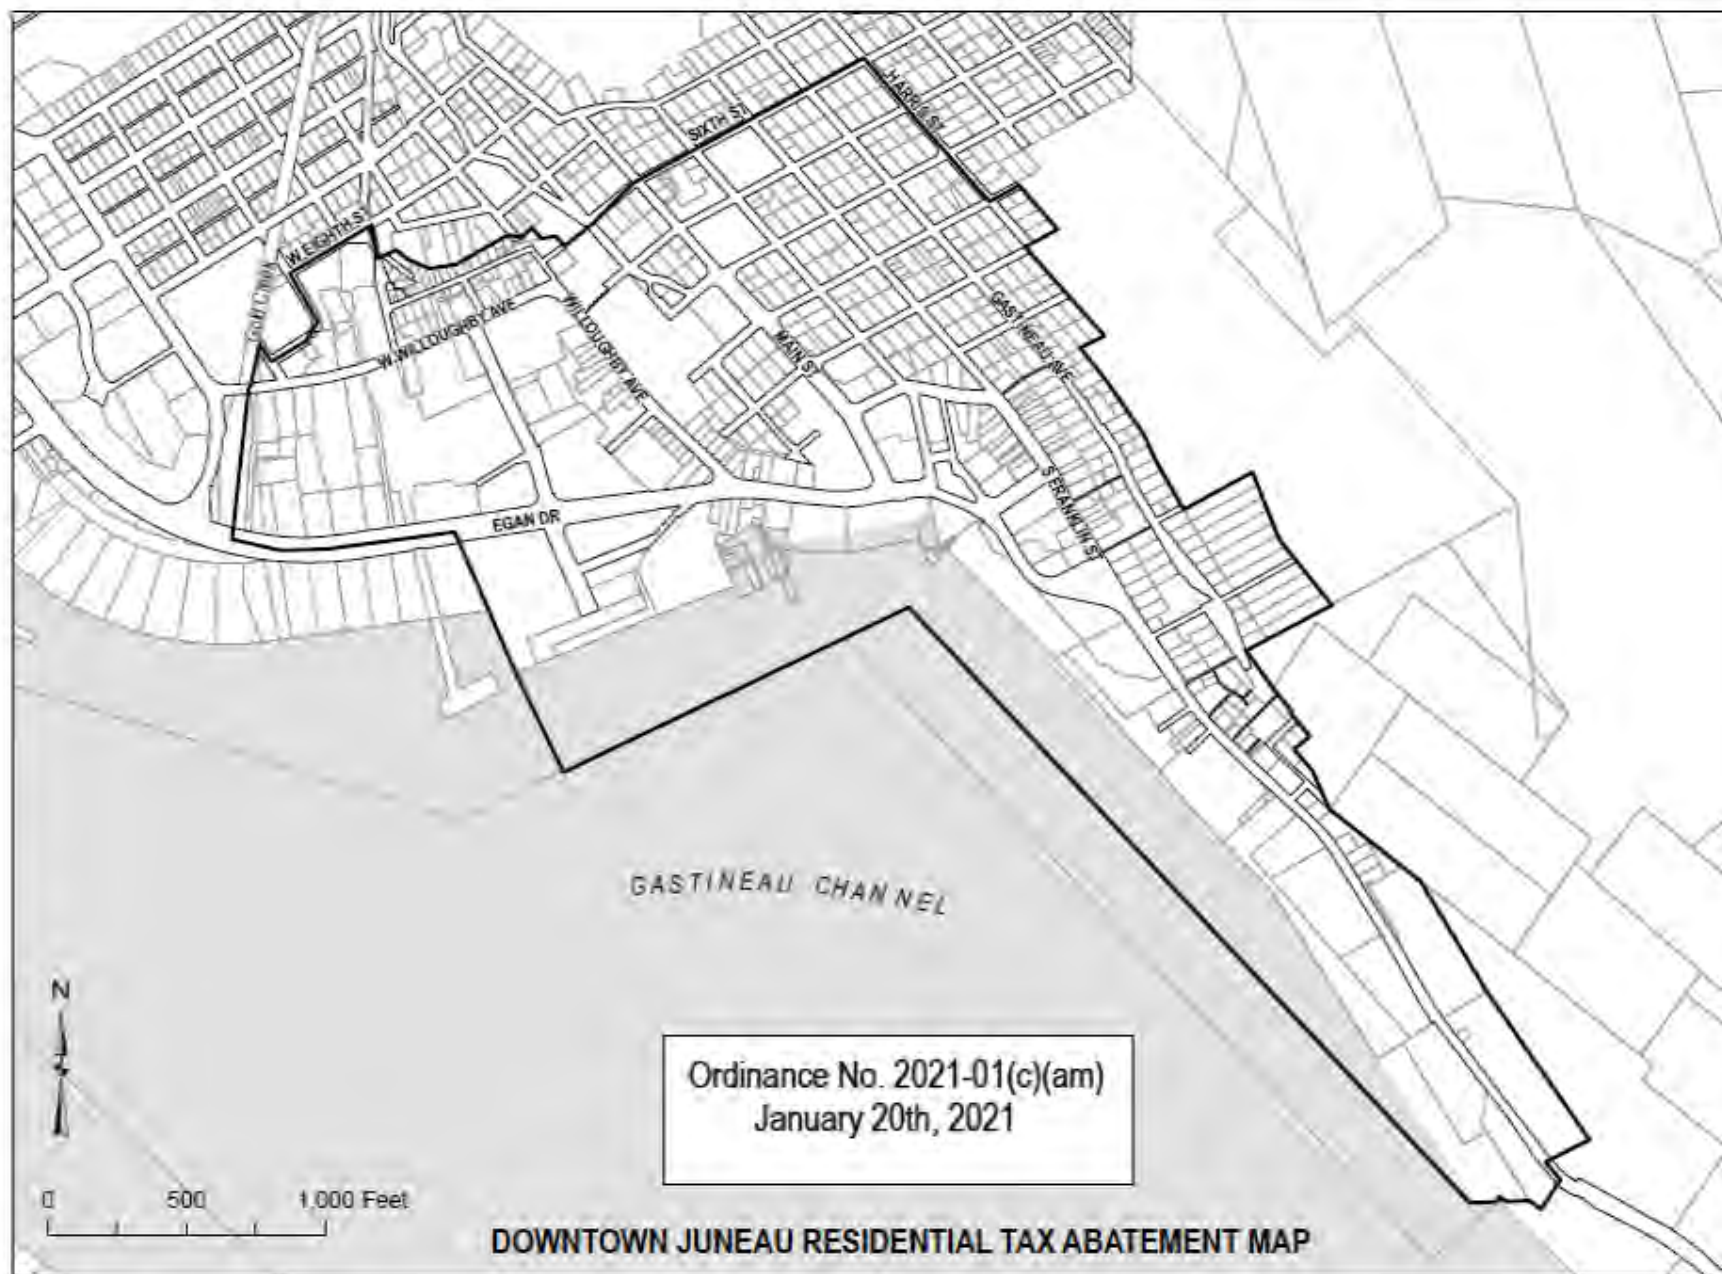 SIXTH ST
HARRIS ST
W. EIGHTH ST
GOLD CREEK
W. WILLOUGHBY AVE
WILLOUGHBY AVE
MAIN ST
GASTINEAU AVE
S FRANKLIN ST
EGAN DR
GASTINEAU CHANNEL
N
0 500 1,000 Feet
Ordinance No. 2021-01(c)(am)
January 20th, 2021
DOWNTOWN JUNEAU RESIDENTIAL TAX ABATEMENT MAP